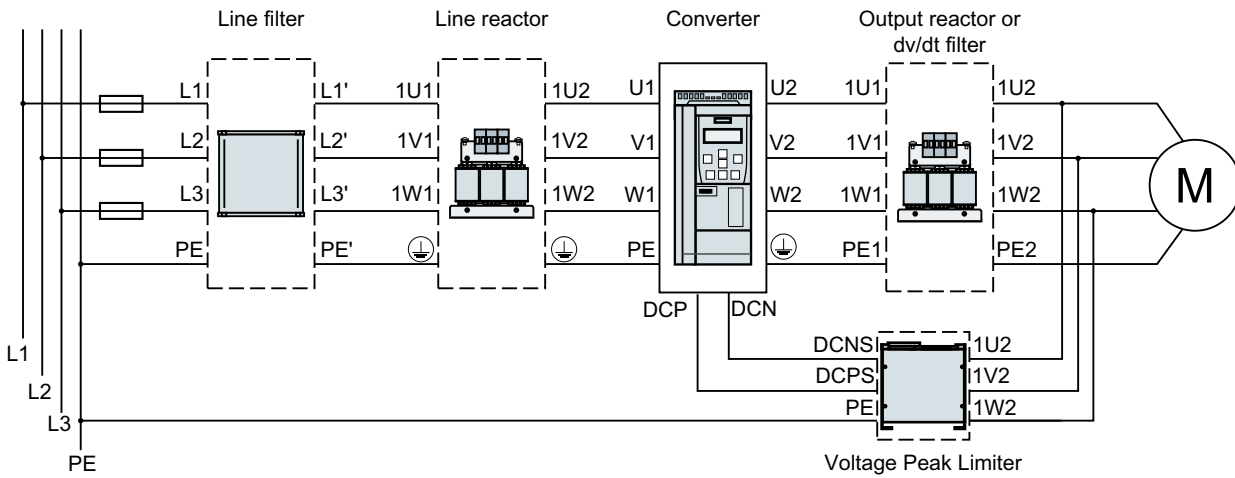 Line filter
Line reactor
Converter
Output reactor or
dv/dt filter
L1 L1' 1U1 1U2 U1 U2 1U1 1U2
L2 L2' 1V1 1V2 V1 V2 1V1 1V2
L3 L3' 1W1 1W2 W1 W2 1W1 1W2
M
PE PE' PE PE1 PE2
DCP DCN
DCNS 1U2
DCPS 1V2
PE 1W2
L1
L2
L3
PE
Voltage Peak Limiter